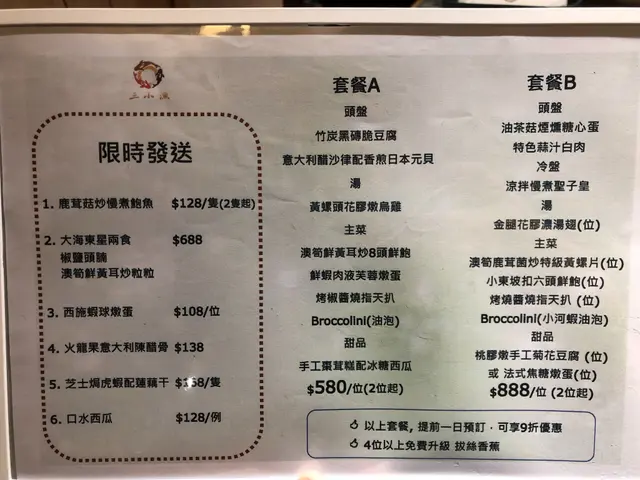 三小漁
限時發送
1. 鹿茸菇炒慢煮鮑魚 $128/隻(2隻起)
2. 大海東星兩食 $688
椒鹽頭腩
澳筍鮮黃耳炒粒粒
3. 西施蝦球燉蛋 $108/位
4. 火龍果意大利陳醋骨 $138
5. 芝士焗虎蝦配蓮藕干 /隻
6. 口水西瓜 $128/例
套餐A
頭盤
竹炭黑磚脆豆腐
意大利醋沙律配香煎日本元貝
湯
黃螺頭花膠燉烏雞
主菜
澳筍鮮黃耳炒8頭鮮鮑
鮮蝦肉液芙蓉燉蛋
烤椒醬燒指天扒
Broccolini(油泡)
甜品
手工棗茸糕配冰糖西瓜
$580/位(2位起)
套餐B
頭盤
油茶菇煙燻糖心蛋
特色蒜汁白肉
冷盤
涼拌慢煮聖子皇
湯
金腿花膠濃湯翅(位)
主菜
澳筍鹿茸菌炒特級黃螺片(位)
小東坡扣六頭鮮鮑(位)
烤燒醬燒指天扒 (位)
Broccolini(小河蝦油泡)
甜品
桃膠燉手工菊花豆腐 (位)
或 法式焦糖燉蛋(位)
$888/位 (2位起)
以上套餐, 提前一日預訂﹐可享9折優惠
4位以上免費升級 拔絲香蕉